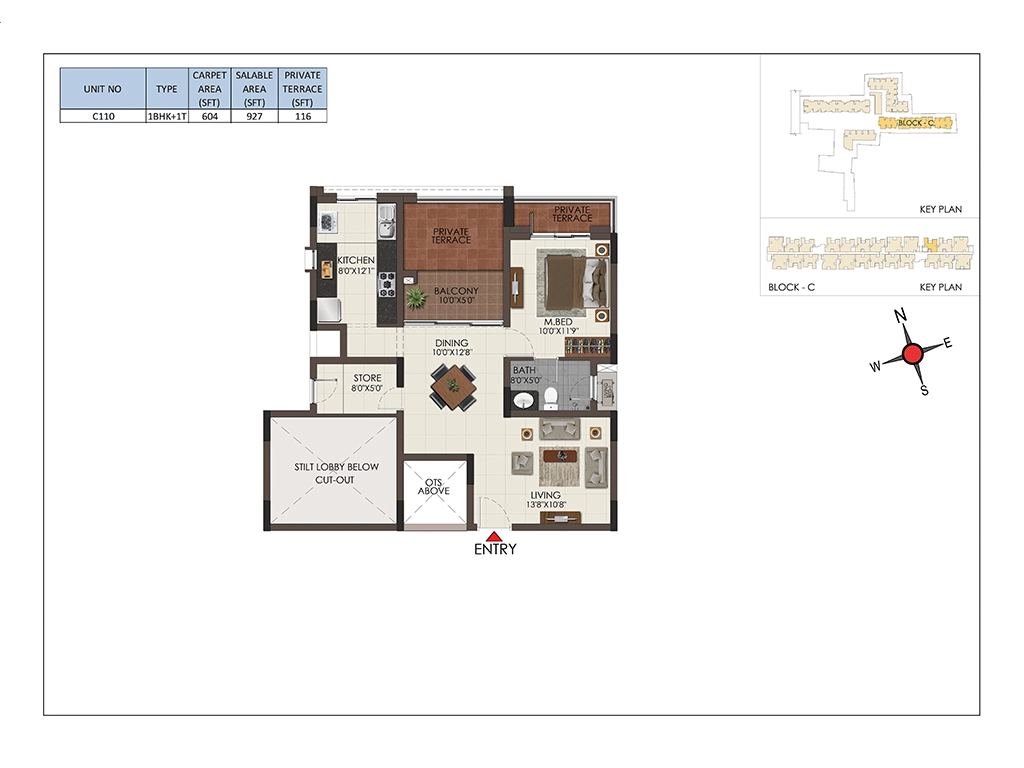 UNIT NO
TYPE
CARPET
AREA
(SFT)
SALABLE
AREA
(SFT)
PRIVATE
TERRACE
(SFT)
C110
1BHK+1T
604
927
116
BLOCK - C
KEY PLAN
BLOCK - C
KEY PLAN
N
E
W
S
PRIVATE
TERRACE
PRIVATE
TERRACE
KITCHEN
8'0"X12'1"
BALCONY
10'0"X5'0"
M.BED
10'0"X11'9"
DINING
10'0"X12'8"
STORE
8'0"X5'0"
BATH
8'0"X5'0"
STILT LOBBY BELOW
CUT-OUT
OTS
ABOVE
LIVING
13'8"X10'8"
ENTRY